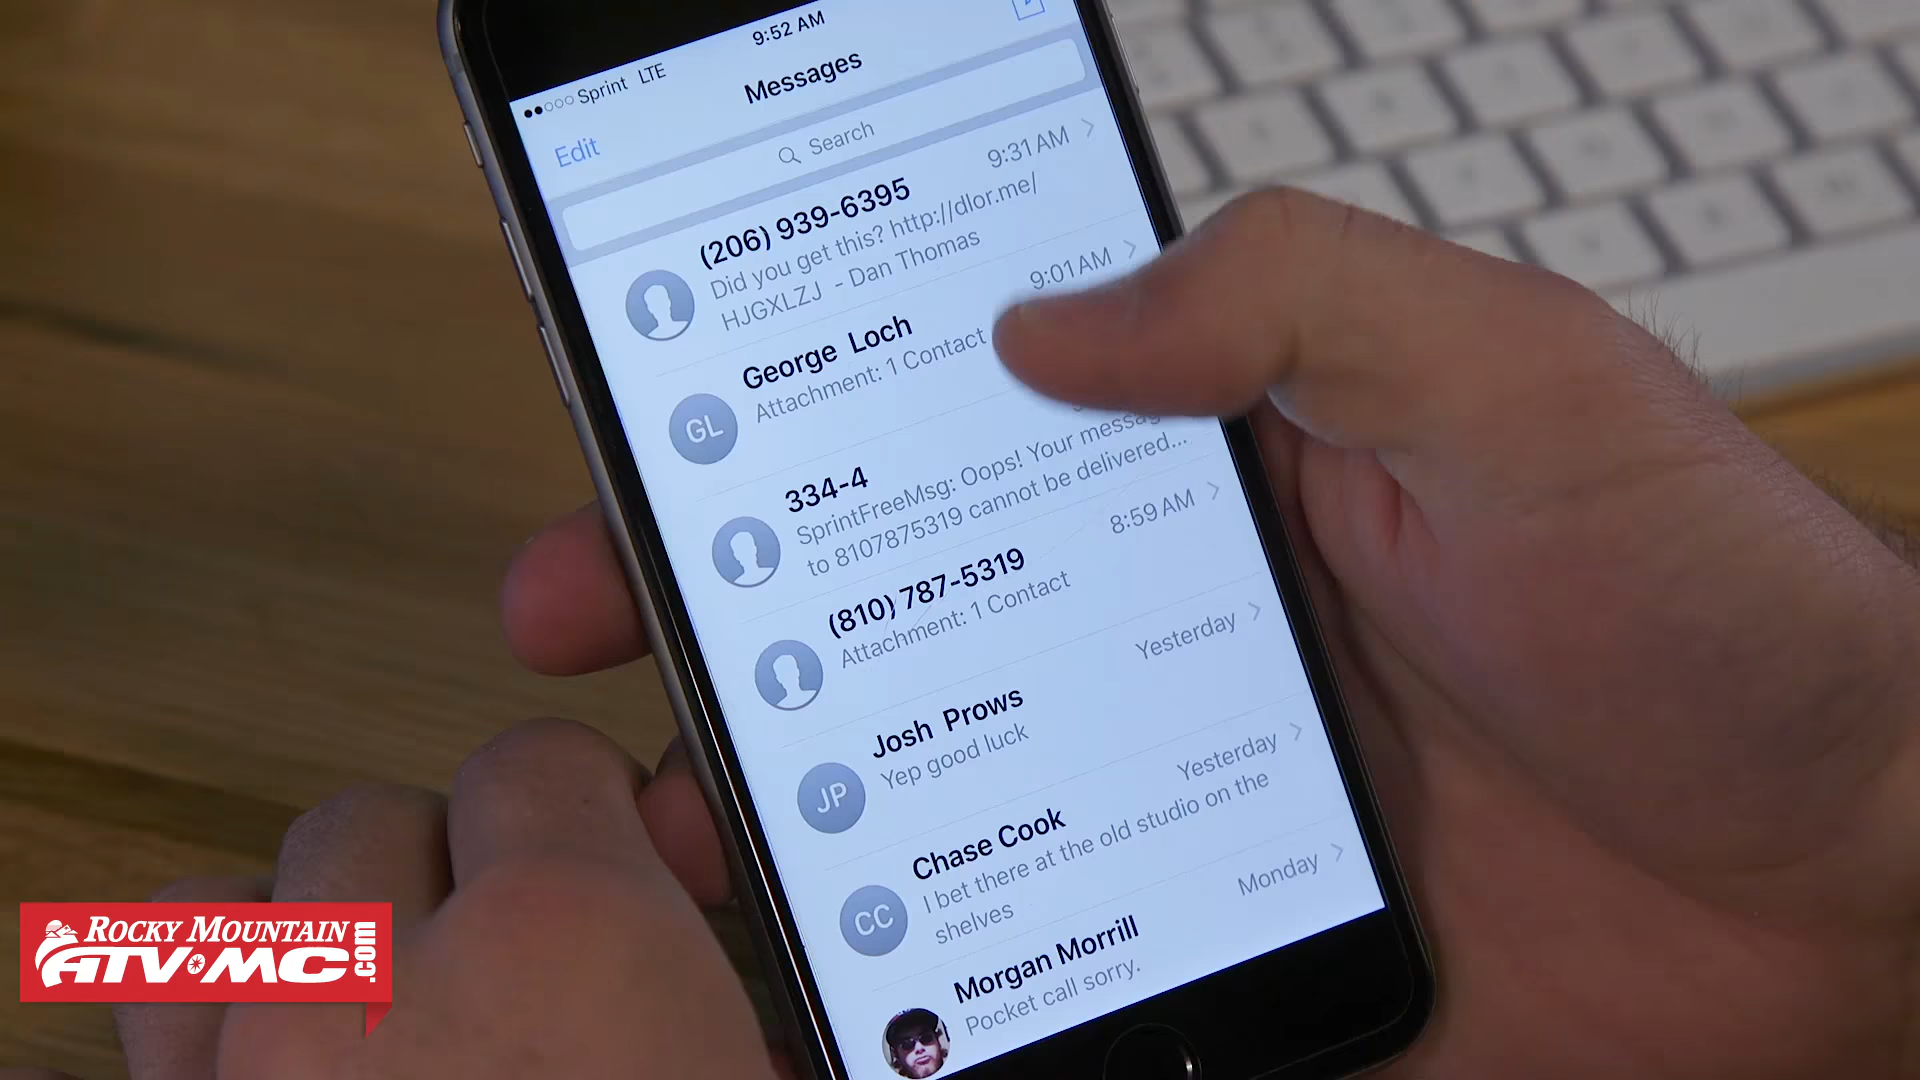 9:52 AM
Sprint LTE
Messages
Edit
Search
(206) 939-6395
9:31 AM
Did you get this? http://dlor.me/
HJGXLZJ - Dan Thomas
George Loch
9:01 AM
Attachment: 1 Contact
GL
334-4
SprintFreeMsg: Oops! Your
to 8107875319 cannot be delivered...
(810) 787-5319
8:59 AM
Attachment: 1 Contact
Josh Prows
Yesterday
Yep good luck
JP
Chase Cook
Yesterday
I bet there at the old studio on the
shelves
CC
Morgan Morrill
Monday
Pocket call sorry.
ROCKY MOUNTAIN
ATV MC
.com